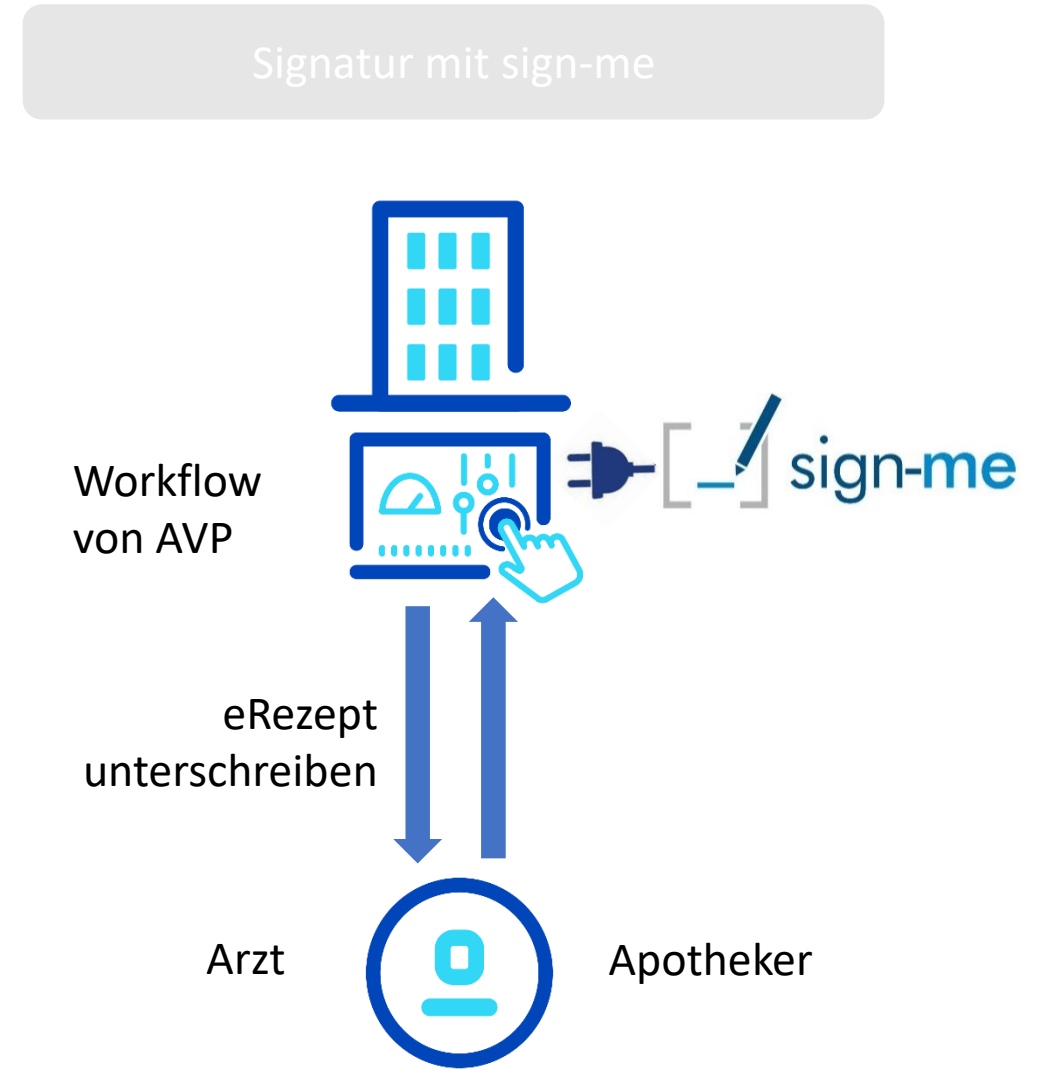 Signatur mit sign-me
sign-me
Workflow
von AVP
eRezept
unterschreiben
Arzt
Apotheker